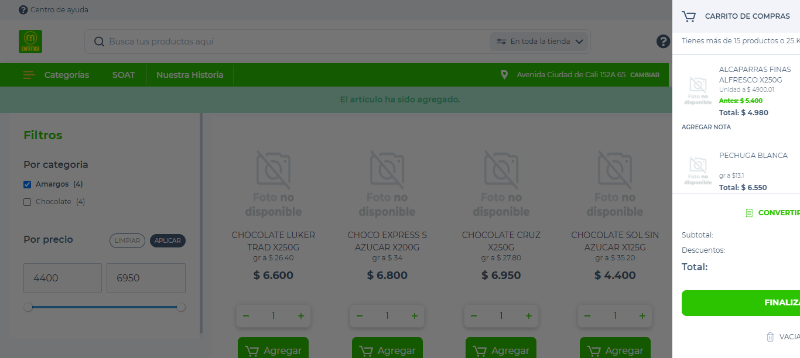 Centro de ayuda
m
Busca tus productos aquí
En toda la tienda
?
Categorías
SOAT
Nuestra Historia
Avenida Ciudad de Cali 152A 65 CAMBIAR
El artículo ha sido agregado.
Filtros
Por categoría
Amargos (4)
Chocolate (4)
Por precio
LIMPIAR
APLICAR
4400
6950
Foto no
disponible
CHOCOLATE LUKER
TRAD X250G
gr a $ 26.40
$ 6.600
1
Agregar
Foto no
disponible
CHOCO EXPRESS S
AZUCAR X200G
gr a $ 34
$ 6.800
1
Agregar
Foto no
disponible
CHOCOLATE CRUZ
X250G
gr a $ 27.80
$ 6.950
1
Agregar
Foto no
disponible
CHOCOLATE SOL SIN
AZUCAR X125G
gr a $ 35.20
$ 4.400
1
Agregar
CARRITO DE COMPRAS
Tienes más de 15 productos o 25 K
Foto no
disponible
ALCAPARRAS FINAS
ALFRESCO X250G
Unidad a $ 4900.01
Antes: $ 5.400
Total: $ 4.980
AGREGAR NOTA
Foto no
disponible
PECHUGA BLANCA
gr a $13.1
Total: $ 6.550
CONVERTIR
Subtotal:
Descuentos:
Total:
FINALIZA
VACIA